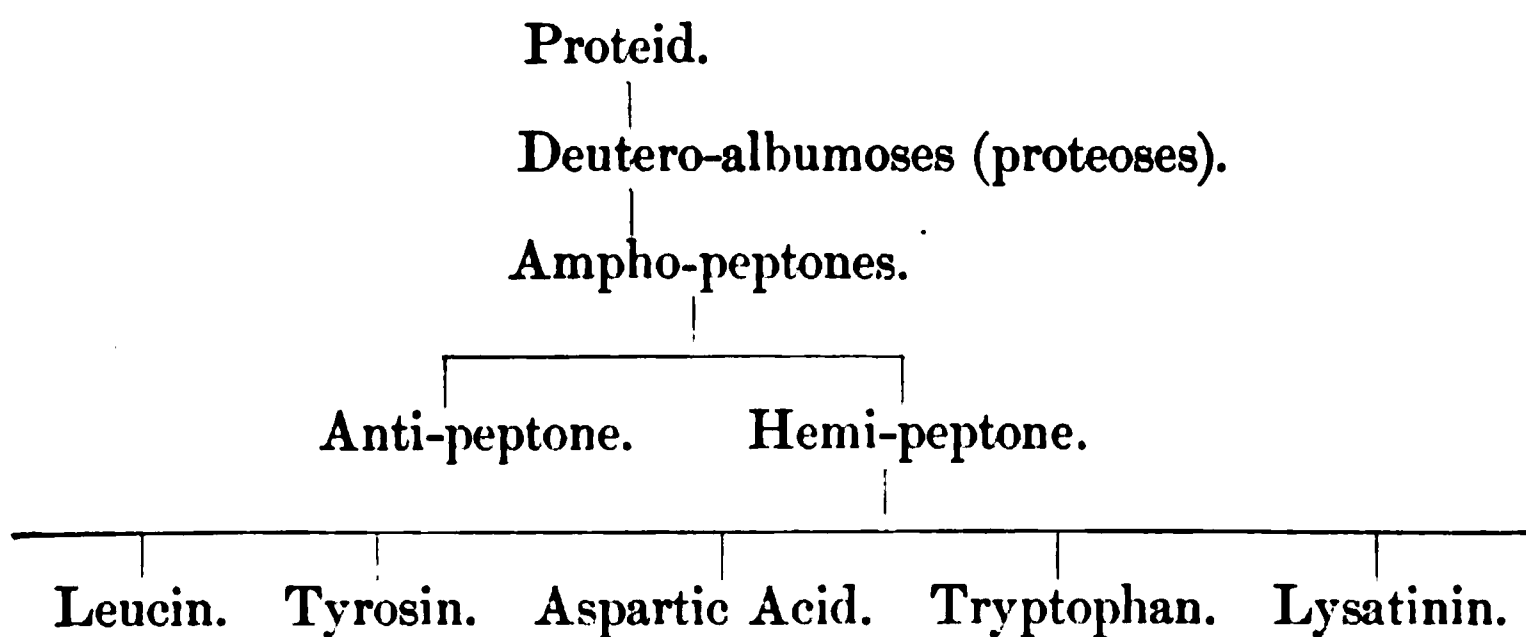 Proteid.
Deutero-albumoses (proteoses).
Ampho-peptones.
Anti-peptone. Hemi-peptone.
Leucin. Tyrosin. Aspartic Acid. Tryptophan. Lysatinin.